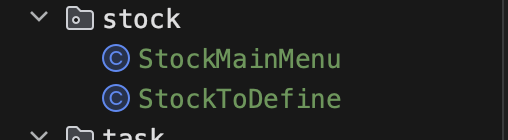 stock
C StockMainMenu
C StockToDefine
task